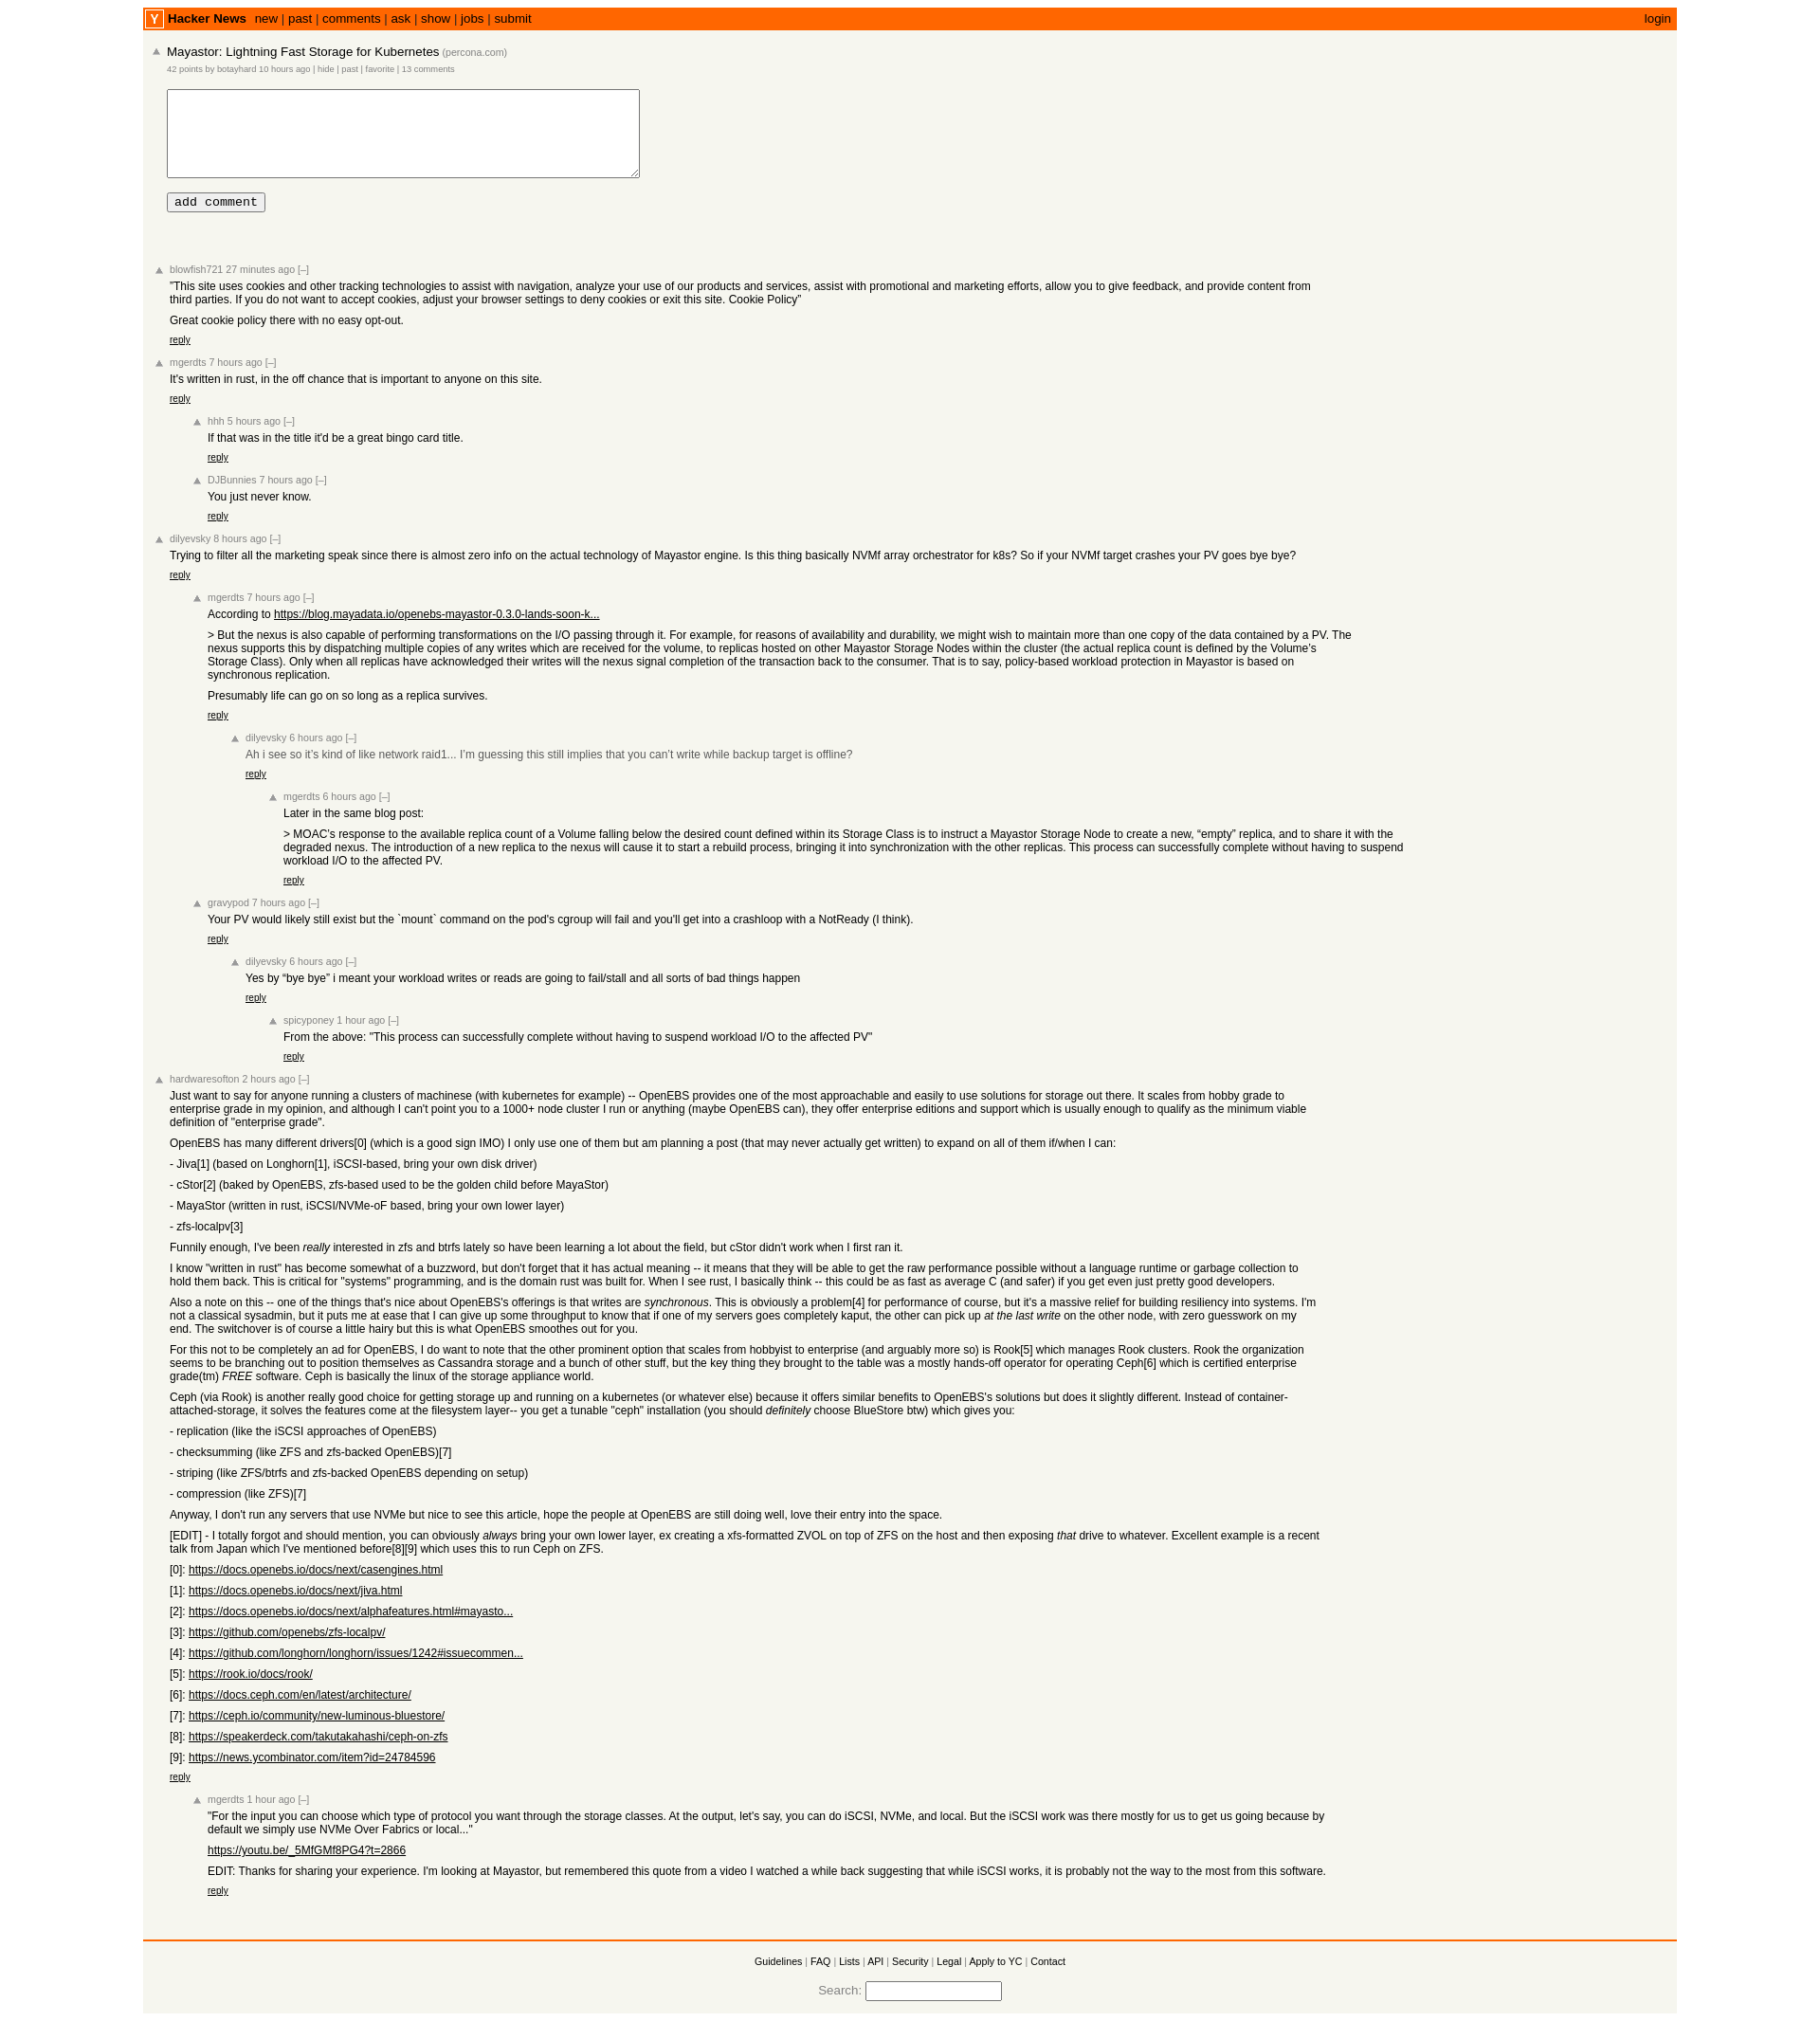 Y Hacker News new | past | comments | ask | show | jobs | submit login
Mayastor: Lightning Fast Storage for Kubernetes (percona.com)
42 points by botayhard 10 hours ago | hide | past | favorite | 13 comments
add comment
blowfish721 27 minutes ago [–]
"This site uses cookies and other tracking technologies to assist with navigation, analyze your use of our products and services, assist with promotional and marketing efforts, allow you to give feedback, and provide content from
third parties. If you do not want to accept cookies, adjust your browser settings to deny cookies or exit this site. Cookie Policy”
Great cookie policy there with no easy opt-out.
reply
mgerdts 7 hours ago [–]
It's written in rust, in the off chance that is important to anyone on this site.
reply
hhh 5 hours ago [–]
If that was in the title it'd be a great bingo card title.
reply
DJBunnies 7 hours ago [–]
You just never know.
reply
dilyevsky 8 hours ago [–]
Trying to filter all the marketing speak since there is almost zero info on the actual technology of Mayastor engine. Is this thing basically NVMf array orchestrator for k8s? So if your NVMf target crashes your PV goes bye bye?
reply
mgerdts 7 hours ago [–]
According to https://blog.mayadata.io/openebs-mayastor-0.3.0-lands-soon-k...
> But the nexus is also capable of performing transformations on the I/O passing through it. For example, for reasons of availability and durability, we might wish to maintain more than one copy of the data contained by a PV. The
nexus supports this by dispatching multiple copies of any writes which are received for the volume, to replicas hosted on other Mayastor Storage Nodes within the cluster (the actual replica count is defined by the Volume's
Storage Class). Only when all replicas have acknowledged their writes will the nexus signal completion of the transaction back to the consumer. That is to say, policy-based workload protection in Mayastor is based on
synchronous replication.
Presumably life can go on so long as a replica survives.
reply
dilyevsky 6 hours ago [–]
Ah i see so it’s kind of like network raid1... I’m guessing this still implies that you can’t write while backup target is offline?
reply
mgerdts 6 hours ago [–]
Later in the same blog post:
> MOAC’s response to the available replica count of a Volume falling below the desired count defined within its Storage Class is to instruct a Mayastor Storage Node to create a new, “empty” replica, and to share it with the
degraded nexus. The introduction of a new replica to the nexus will cause it to start a rebuild process, bringing it into synchronization with the other replicas. This process can successfully complete without having to suspend
workload I/O to the affected PV.
reply
gravypod 7 hours ago [–]
Your PV would likely still exist but the `mount` command on the pod's cgroup will fail and you'll get into a crashloop with a NotReady (I think).
reply
dilyevsky 6 hours ago [–]
Yes by “bye bye” i meant your workload writes or reads are going to fail/stall and all sorts of bad things happen
reply
spicyponey 1 hour ago [–]
From the above: "This process can successfully complete without having to suspend workload I/O to the affected PV"
reply
hardwaresofton 2 hours ago [–]
Just want to say for anyone running a clusters of machinese (with kubernetes for example) -- OpenEBS provides one of the most approachable and easily to use solutions for storage out there. It scales from hobby grade to
enterprise grade in my opinion, and although I can't point you to a 1000+ node cluster I run or anything (maybe OpenEBS can), they offer enterprise editions and support which is usually enough to qualify as the minimum viable
definition of "enterprise grade".
OpenEBS has many different drivers[0] (which is a good sign IMO) I only use one of them but am planning a post (that may never actually get written) to expand on all of them if/when I can:
- Jiva[1] (based on Longhorn[1], iSCSI-based, bring your own disk driver)
- cStor[2] (baked by OpenEBS, zfs-based used to be the golden child before MayaStor)
- MayaStor (written in rust, iSCSI/NVMe-oF based, bring your own lower layer)
- zfs-localpv[3]
Funnily enough, I've been really interested in zfs and btrfs lately so have been learning a lot about the field, but cStor didn't work when I first ran it.
I know "written in rust" has become somewhat of a buzzword, but don't forget that it has actual meaning -- it means that they will be able to get the raw performance possible without a language runtime or garbage collection to
hold them back. This is critical for "systems" programming, and is the domain rust was built for. When I see rust, I basically think -- this could be as fast as average C (and safer) if you get even just pretty good developers.
Also a note on this -- one of the things that's nice about OpenEBS's offerings is that writes are synchronous. This is obviously a problem[4] for performance of course, but it's a massive relief for building resiliency into systems. I'm
not a classical sysadmin, but it puts me at ease that I can give up some throughput to know that if one of my servers goes completely kaput, the other can pick up at the last write on the other node, with zero guesswork on my
end. The switchover is of course a little hairy but this is what OpenEBS smoothes out for you.
For this not to be completely an ad for OpenEBS, I do want to note that the other prominent option that scales from hobbyist to enterprise (and arguably more so) is Rook[5] which manages Rook clusters. Rook the organization
seems to be branching out to position themselves as Cassandra storage and a bunch of other stuff, but the key thing they brought to the table was a mostly hands-off operator for operating Ceph[6] which is certified enterprise
grade(tm) FREE software. Ceph is basically the linux of the storage appliance world.
Ceph (via Rook) is another really good choice for getting storage up and running on a kubernetes (or whatever else) because it offers similar benefits to OpenEBS's solutions but does it slightly different. Instead of container-
attached-storage, it solves the features come at the filesystem layer-- you get a tunable "ceph" installation (you should definitely choose BlueStore btw) which gives you:
- replication (like the iSCSI approaches of OpenEBS)
- checksumming (like ZFS and zfs-backed OpenEBS)[7]
- striping (like ZFS/btrfs and zfs-backed OpenEBS depending on setup)
- compression (like ZFS)[7]
Anyway, I don't run any servers that use NVMe but nice to see this article, hope the people at OpenEBS are still doing well, love their entry into the space.
[EDIT] - I totally forgot and should mention, you can obviously always bring your own lower layer, ex creating a xfs-formatted ZVOL on top of ZFS on the host and then exposing that drive to whatever. Excellent example is a recent
talk from Japan which I've mentioned before[8][9] which uses this to run Ceph on ZFS.
[0]: https://docs.openebs.io/docs/next/casengines.html
[1]: https://docs.openebs.io/docs/next/jiva.html
[2]: https://docs.openebs.io/docs/next/alphafeatures.html#mayasto...
[3]: https://github.com/openebs/zfs-localpv/
[4]: https://github.com/longhorn/longhorn/issues/1242#issuecommen...
[5]: https://rook.io/docs/rook/
[6]: https://docs.ceph.com/en/latest/architecture/
[7]: https://ceph.io/community/new-luminous-bluestore/
[8]: https://speakerdeck.com/takutakahashi/ceph-on-zfs
[9]: https://news.ycombinator.com/item?id=24784596
reply
mgerdts 1 hour ago [–]
"For the input you can choose which type of protocol you want through the storage classes. At the output, let's say, you can do iSCSI, NVMe, and local. But the iSCSI work was there mostly for us to get us going because by
default we simply use NVMe Over Fabrics or local..."
https://youtu.be/_5MfGMf8PG4?t=2866
EDIT: Thanks for sharing your experience. I'm looking at Mayastor, but remembered this quote from a video I watched a while back suggesting that while iSCSI works, it is probably not the way to the most from this software.
reply
Guidelines | FAQ | Lists | API | Security | Legal | Apply to YC | Contact
Search: